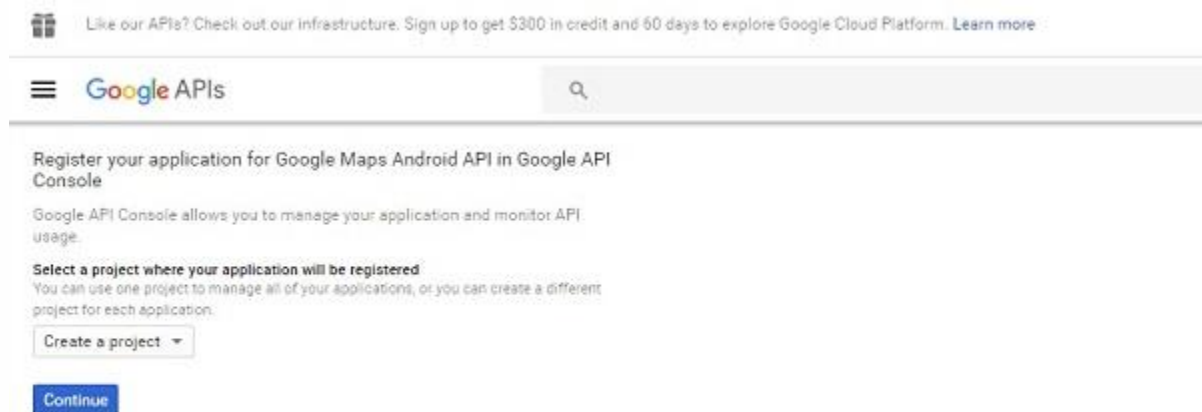 Like our APIs? Check out our infrastructure. Sign up to get $300 in credit and 60 days to explore Google Cloud Platform. Learn more
Google APIs
Register your application for Google Maps Android API in Google API
Console
Google API Console allows you to manage your application and monitor API
usage.
Select a project where your application will be registered
You can use one project to manage all of your applications, or you can create a different
project for each application.
Create a project
Continue